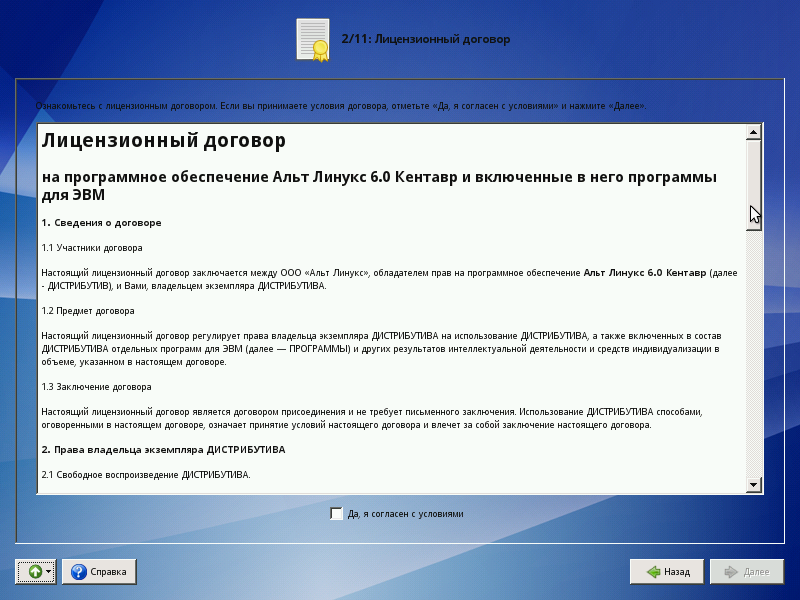 2/11: Лицензионный договор
Ознакомьтесь с лицензионным договором. Если вы принимаете условия договора, отметьте «Да, я согласен с условиями» и нажмите «Далее».
Лицензионный договор
на программное обеспечение Альт Линукс 6.0 Кентавр и включенные в него программы
для ЭВМ
1. Сведения о договоре
1.1 Участники договора
Настоящий лицензионный договор заключается между ООО «Альт Линукс», обладателем прав на программное обеспечение Альт Линукс 6.0 Кентавр (далее
- ДИСТРИБУТИВ), и Вами, владельцем экземпляра ДИСТРИБУТИВА.
1.2 Предмет договора
Настоящий лицензионный договор регулирует права владельца экземпляра ДИСТРИБУТИВА на использование ДИСТРИБУТИВА, а также включенных в состав
ДИСТРИБУТИВА отдельных программ для ЭВМ (далее — ПРОГРАММЫ) и других результатов интеллектуальной деятельности и средств индивидуализации в
объеме, указанном в настоящем договоре.
1.3 Заключение договора
Настоящий лицензионный договор является договором присоединения и не требует письменного заключения. Использование ДИСТРИБУТИВА способами,
оговоренными в настоящем договоре, означает принятие условий настоящего договора и влечет за собой заключение настоящего договора.
2. Права владельца экземпляра ДИСТРИБУТИВА
2.1 Свободное воспроизведение ДИСТРИБУТИВА.
Да, я согласен с условиями
Справка
Назад
Далее